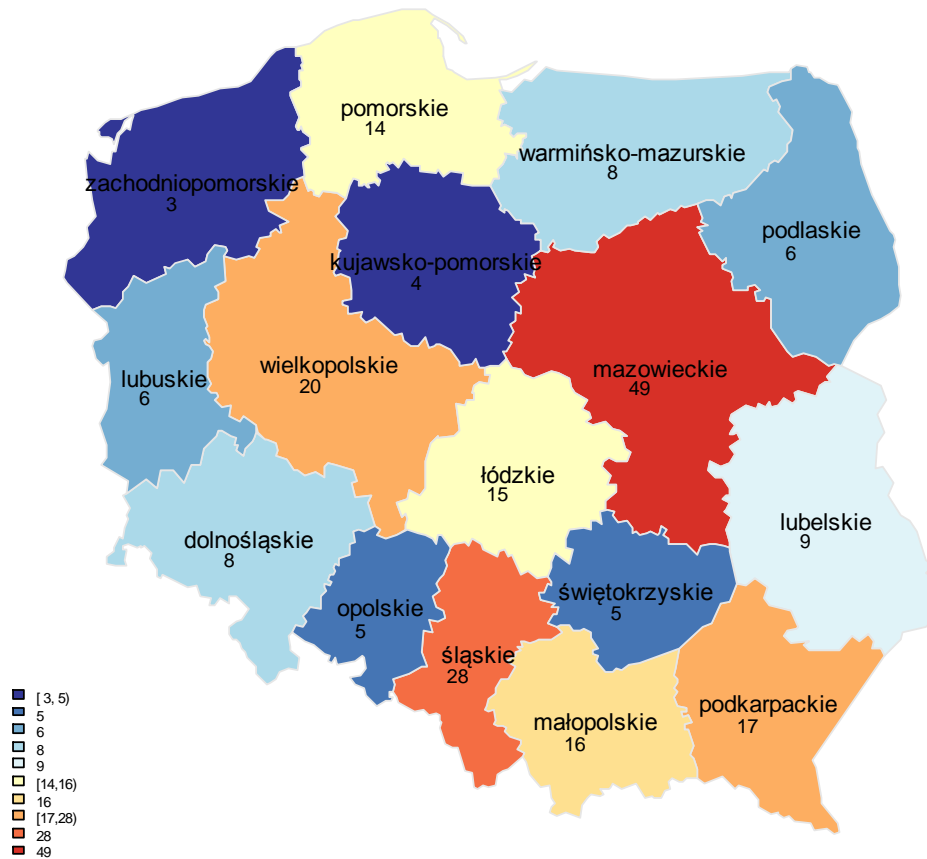 pomorskie
14
warmińsko-mazurskie
8
zachodniopomorskie
3
podlaskie
6
kujawsko-pomorskie
4
wielkopolskie
20
mazowieckie
49
lubuskie
6
łódzkie
15
lubelskie
9
dolnośląskie
8
świętokrzyskie
5
opolskie
5
śląskie
28
podkarpackie
17
małopolskie
16
[ 3, 5)
5
6
8
9
[14,16)
16
[17,28)
28
49